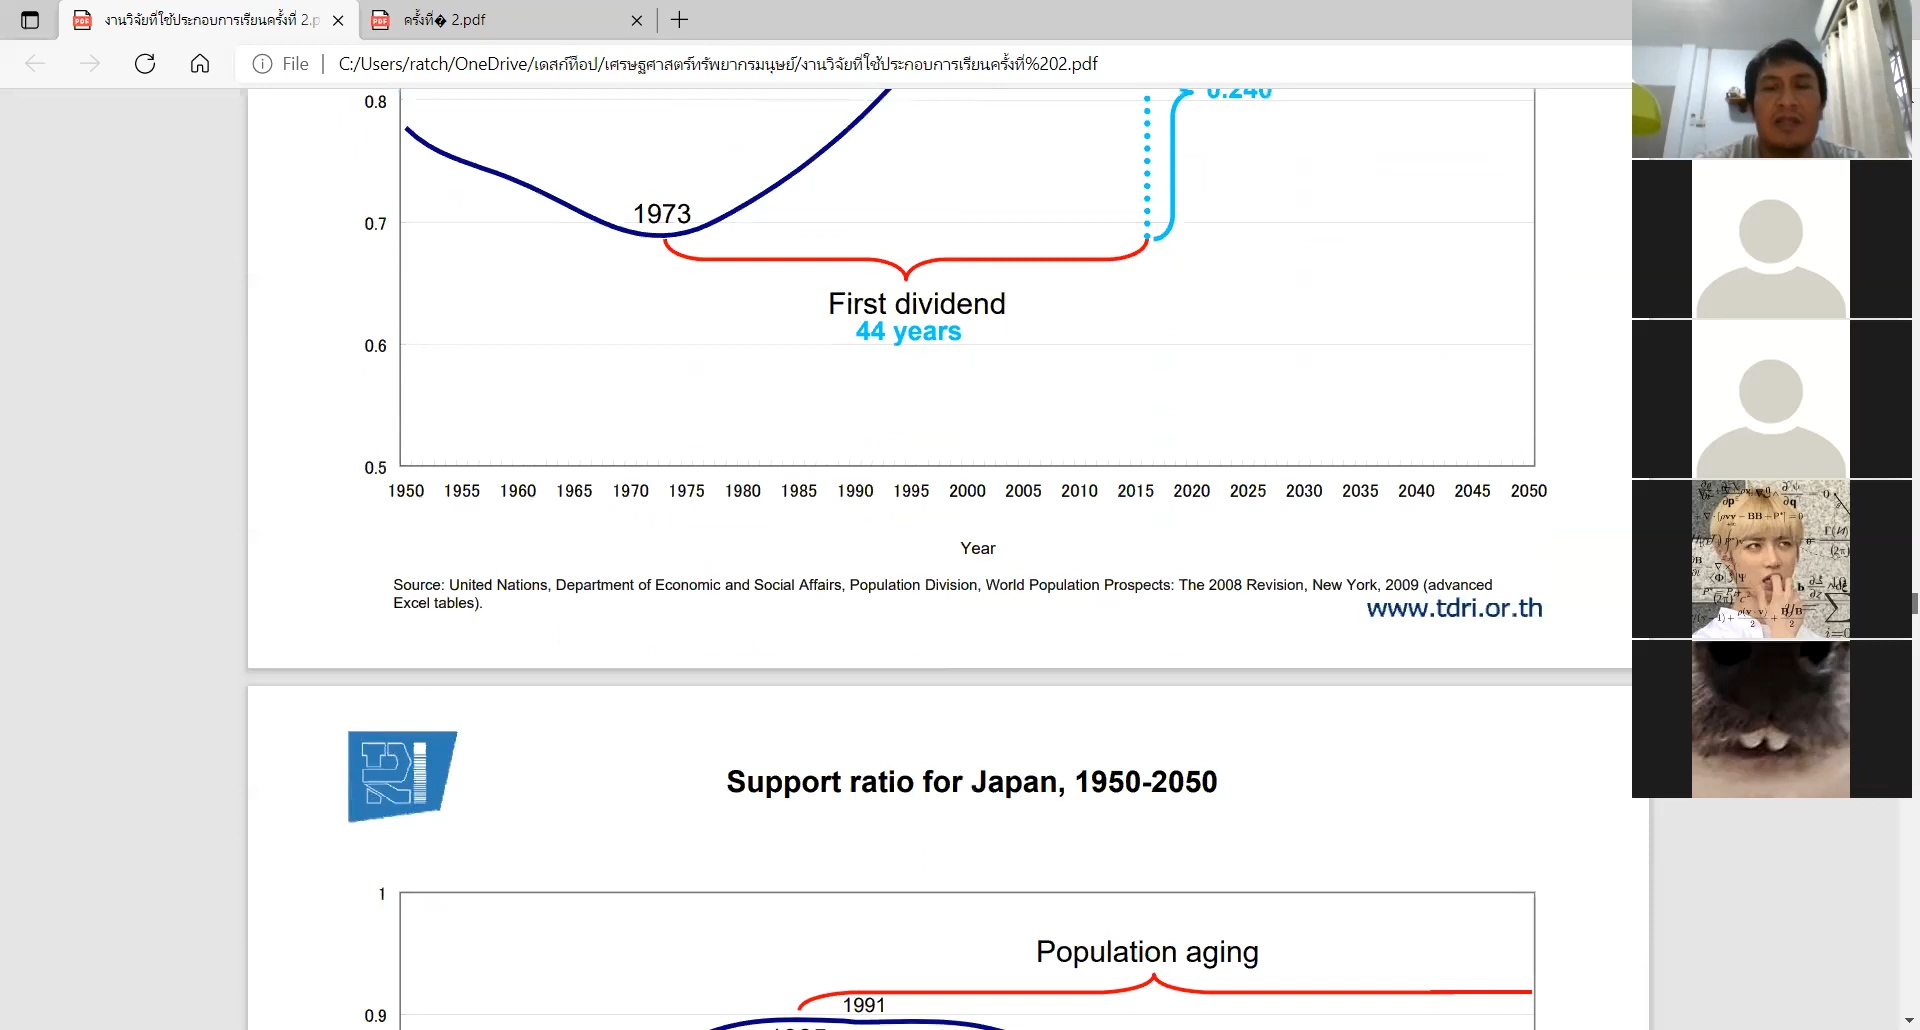 งานวิจัยที่ใช้ประกอบการเรียนครั้งที่ 2.p
ครั้งที่� 2.pdf
File
C:/Users/ratch/OneDrive/เดสก์ท็อป/เศรษฐศาสตร์ทรัพยากรมนุษย์/งานวิจัยที่ใช้ประกอบการเรียนครั้งที่%202.pdf
0.8
0.240
1973
0.7
First dividend
44 years
0.6
0.5
1950 1955 1960 1965 1970 1975 1980 1985 1990 1995 2000 2005 2010 2015 2020 2025 2030 2035 2040 2045 2050
Year
Source: United Nations, Department of Economic and Social Affairs, Population Division, World Population Prospects: The 2008 Revision, New York, 2009 (advanced
Excel tables).
www.tdri.or.th
TDRI
Support ratio for Japan, 1950-2050
1
Population aging
1991
0.9